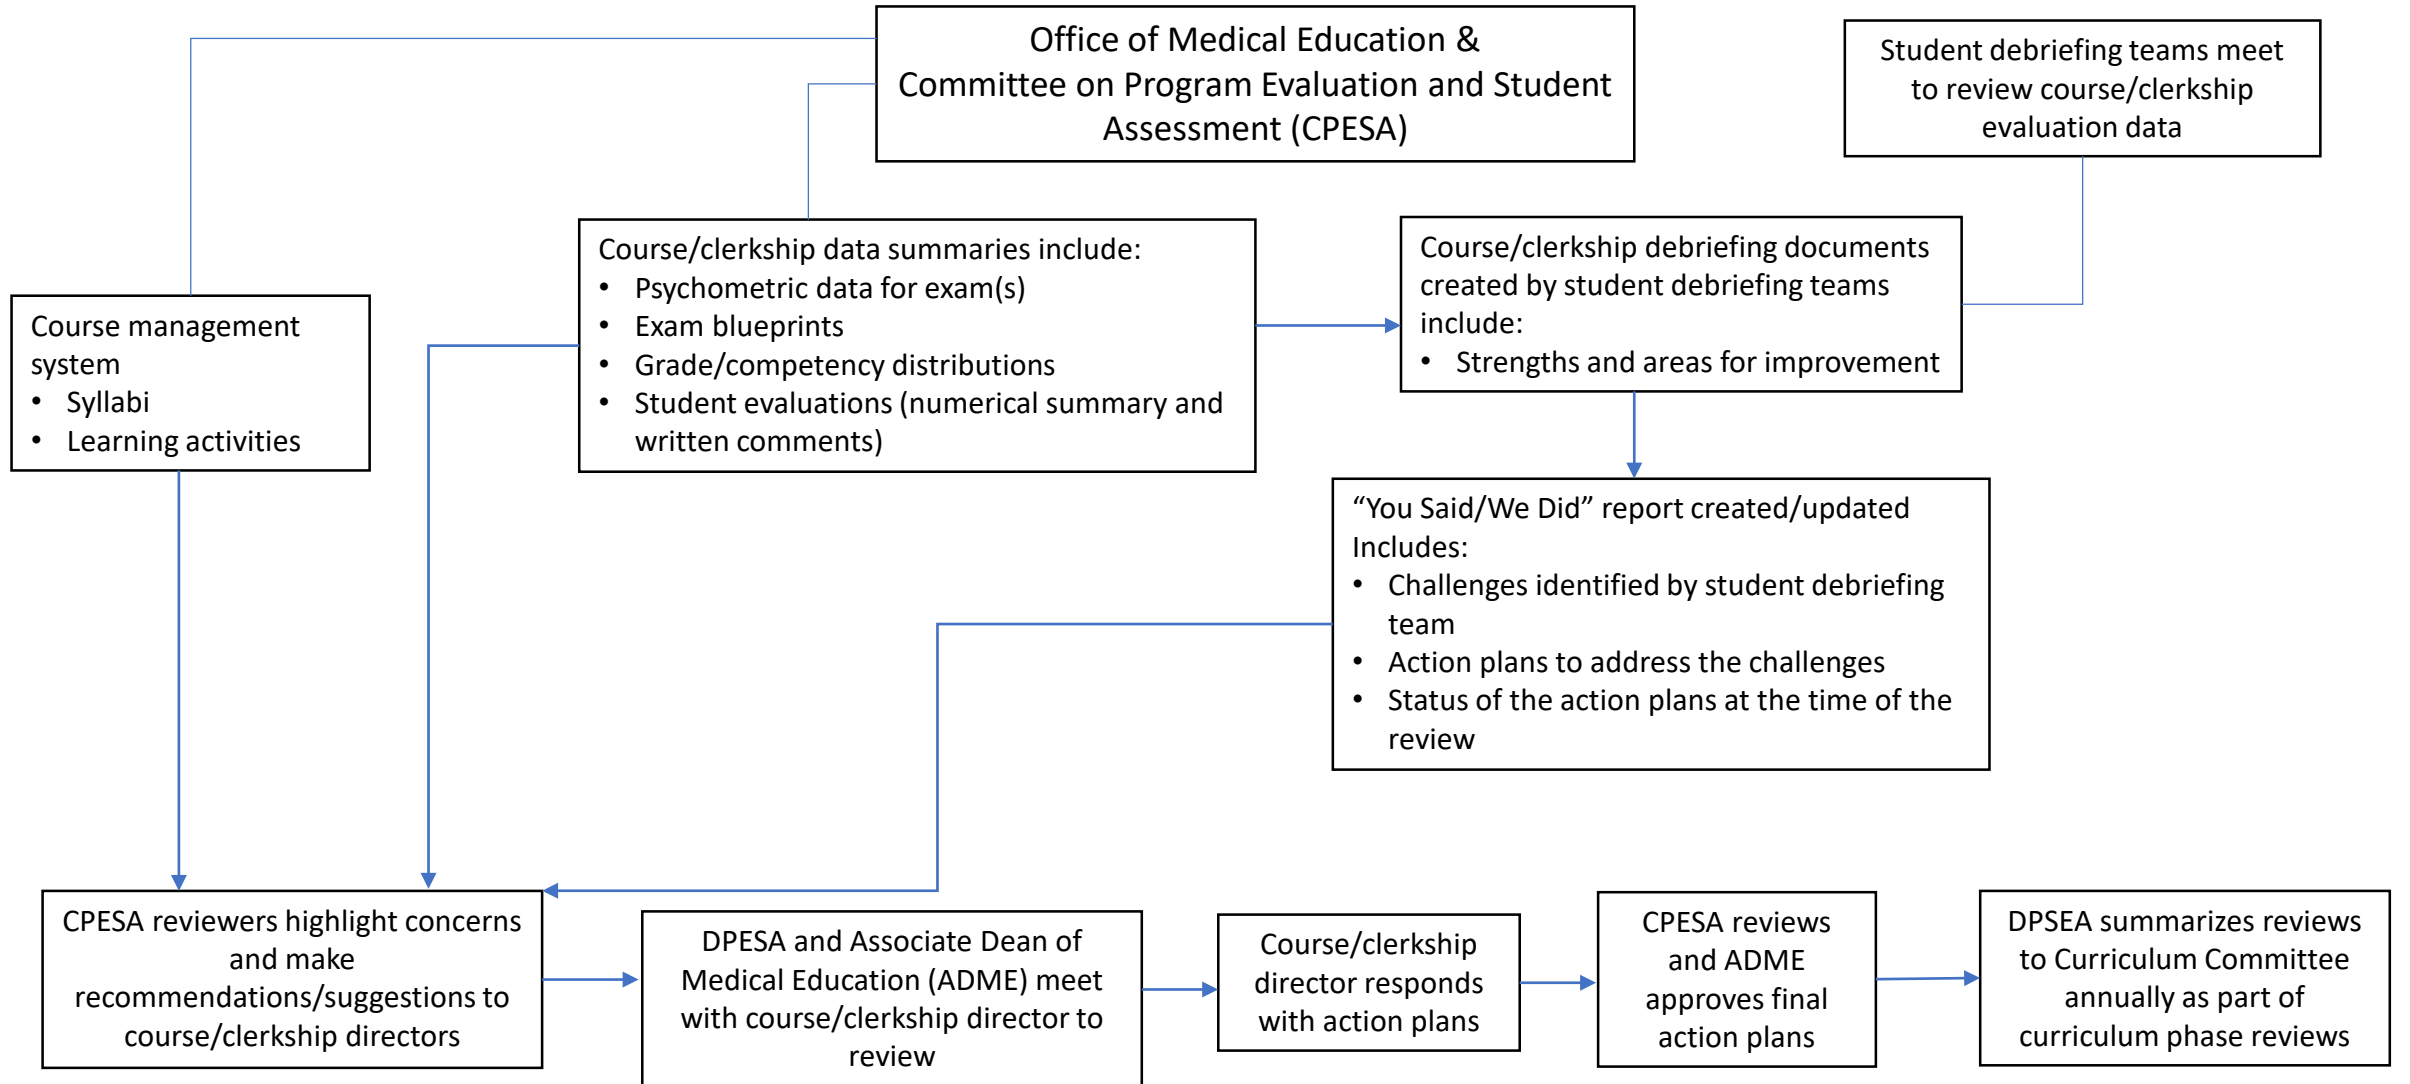 Office of Medical Education &
Committee on Program Evaluation and Student
Assessment (CPESA)
Student debriefing teams meet
to review course/clerkship
evaluation data
Course management
system
• Syllabi
• Learning activities
Course/clerkship data summaries include:
• Psychometric data for exam(s)
• Exam blueprints
• Grade/competency distributions
• Student evaluations (numerical summary and
written comments)
Course/clerkship debriefing documents
created by student debriefing teams
include:
• Strengths and areas for improvement
“You Said/We Did” report created/updated
Includes:
• Challenges identified by student debriefing
team
• Action plans to address the challenges
• Status of the action plans at the time of the
review
CPESA reviewers highlight concerns
and make
recommendations/suggestions to
course/clerkship directors
DPESA and Associate Dean of
Medical Education (ADME) meet
with course/clerkship director to
review
Course/clerkship
director responds
with action plans
CPESA reviews
and ADME
approves final
action plans
DPSEA summarizes reviews
to Curriculum Committee
annually as part of
curriculum phase reviews